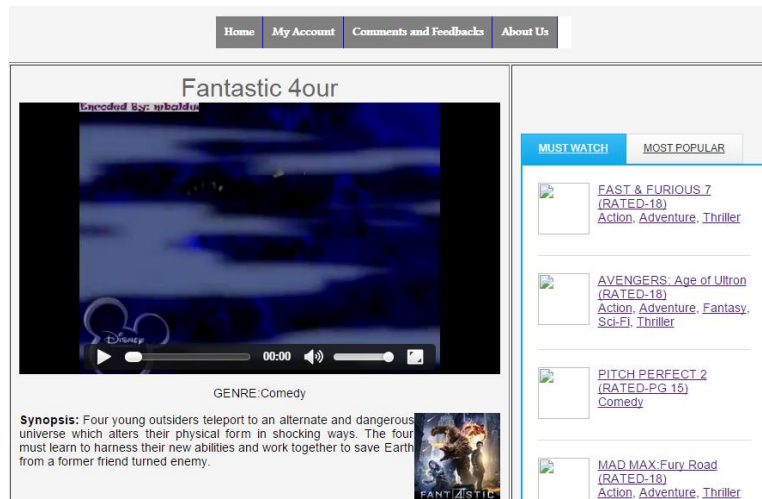 Home My Account Comments and Feedbacks About Us
Fantastic 4our
Encoded By:
DISNEY
00:00
GENRE:Comedy
Synopsis: Four young outsiders teleport to an alternate and dangerous
universe which alters their physical form in shocking ways. The four
must learn to harness their new abilities and work together to save Earth
from a former friend turned enemy.
FANT4STIC
MUST WATCH MOST POPULAR
FAST & FURIOUS 7
(RATED-18)
Action, Adventure, Thriller
AVENGERS: Age of Ultron
(RATED-18)
Action, Adventure, Fantasy,
Sci-Fi, Thriller
PITCH PERFECT 2
(RATED-PG 15)
Comedy
MAD MAX:Fury Road
(RATED-18)
Action, Adventure, Thriller